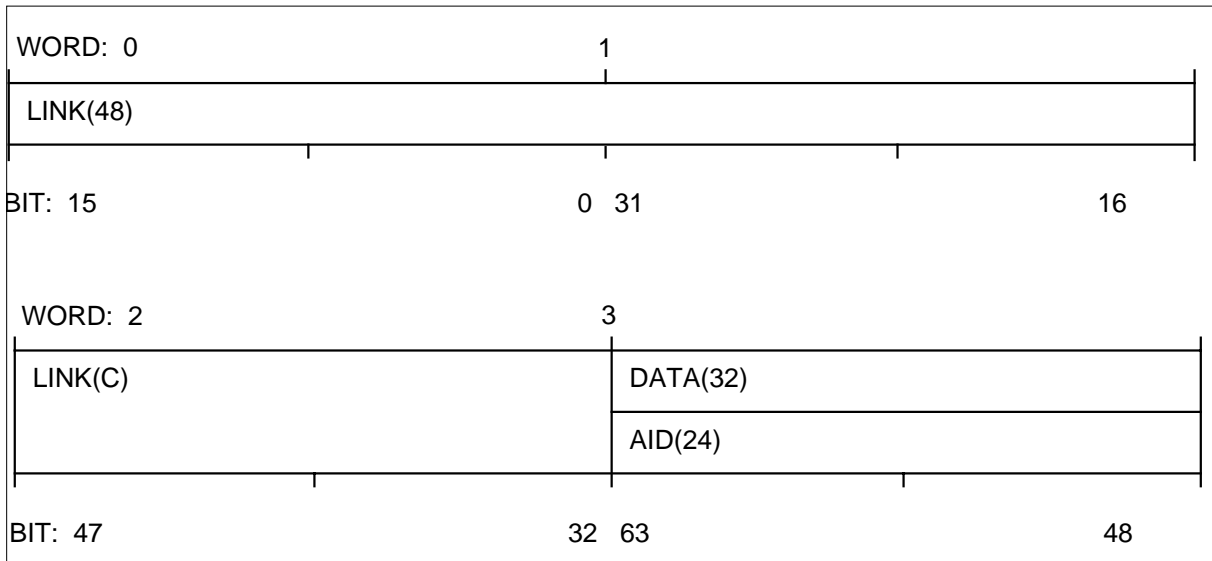 WORD: 0 1
LINK(48)
BIT: 15 0 31 16
WORD: 2 3
LINK(C) DATA(32)
AID(24)
BIT: 47 32 63 48